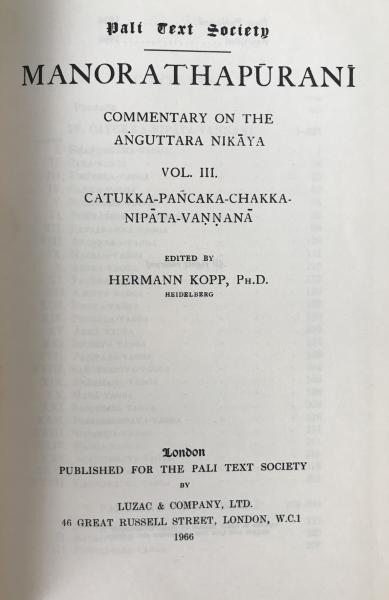 Pali Text Society
MANORATHAPŪRANĪ
COMMENTARY ON THE
AṄGUTTARA NIKĀYA
VOL. III.
CATUKKA-PAÑCAKA-CHAKKA-
NIPĀTA-VAṆṆANĀ
EDITED BY
HERMANN KOPP, PH.D.
HEIDELBERG
London
PUBLISHED FOR THE PALI TEXT SOCIETY
BY
LUZAC & COMPANY, LTD.
46 GREAT RUSSELL STREET, LONDON, W.C.1
1966